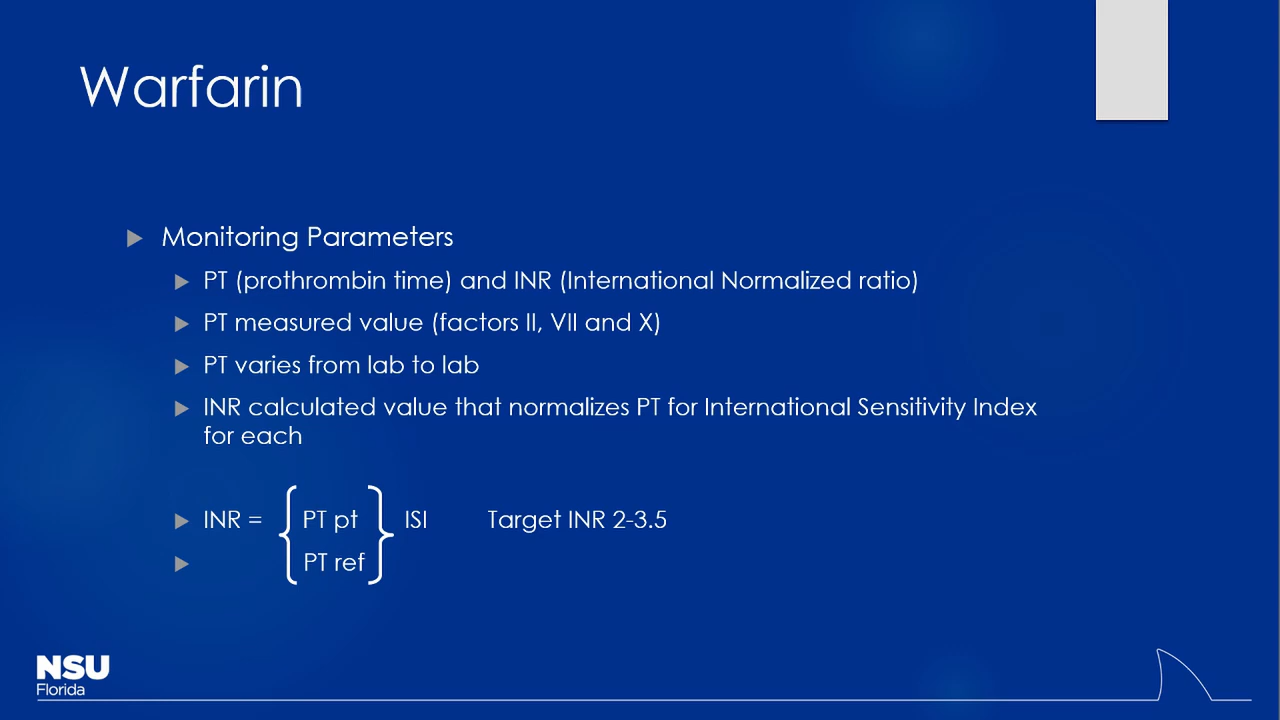 Warfarin
Monitoring Parameters
PT (prothrombin time) and INR (International Normalized ratio)
PT measured value (factors II, VII and X)
PT varies from lab to lab
INR calculated value that normalizes PT for International Sensitivity Index
for each
INR = { PT pt } ISI Target INR 2-3.5
PT ref
NSU
Florida